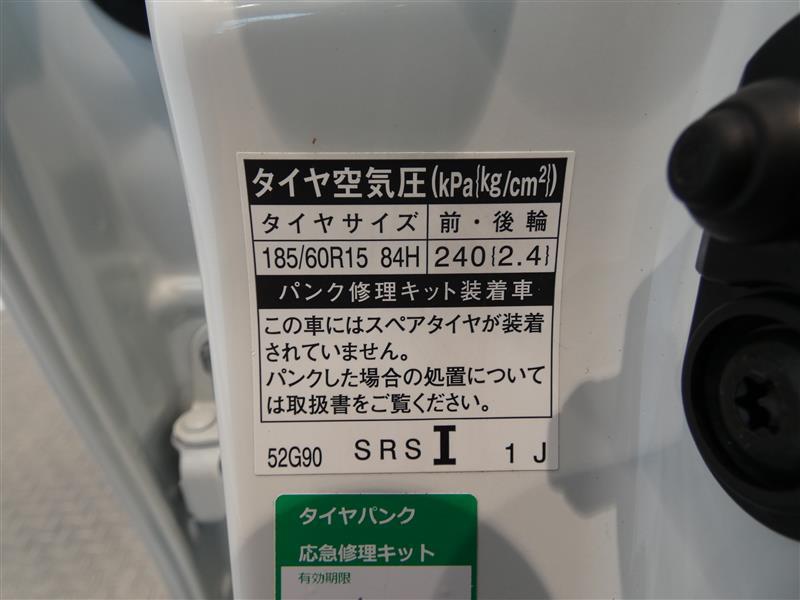 タイヤ空気圧(kPa{kg/cm²})
タイヤサイズ 前・後輪
185/60R15 84H 240{2.4}
パンク修理キット装着車
この車にはスペアタイヤが装着
されていません。
パンクした場合の処置について
は取扱書をご覧ください。
52G90 SRS I 1J
タイヤパンク
応急修理キット
有効期限